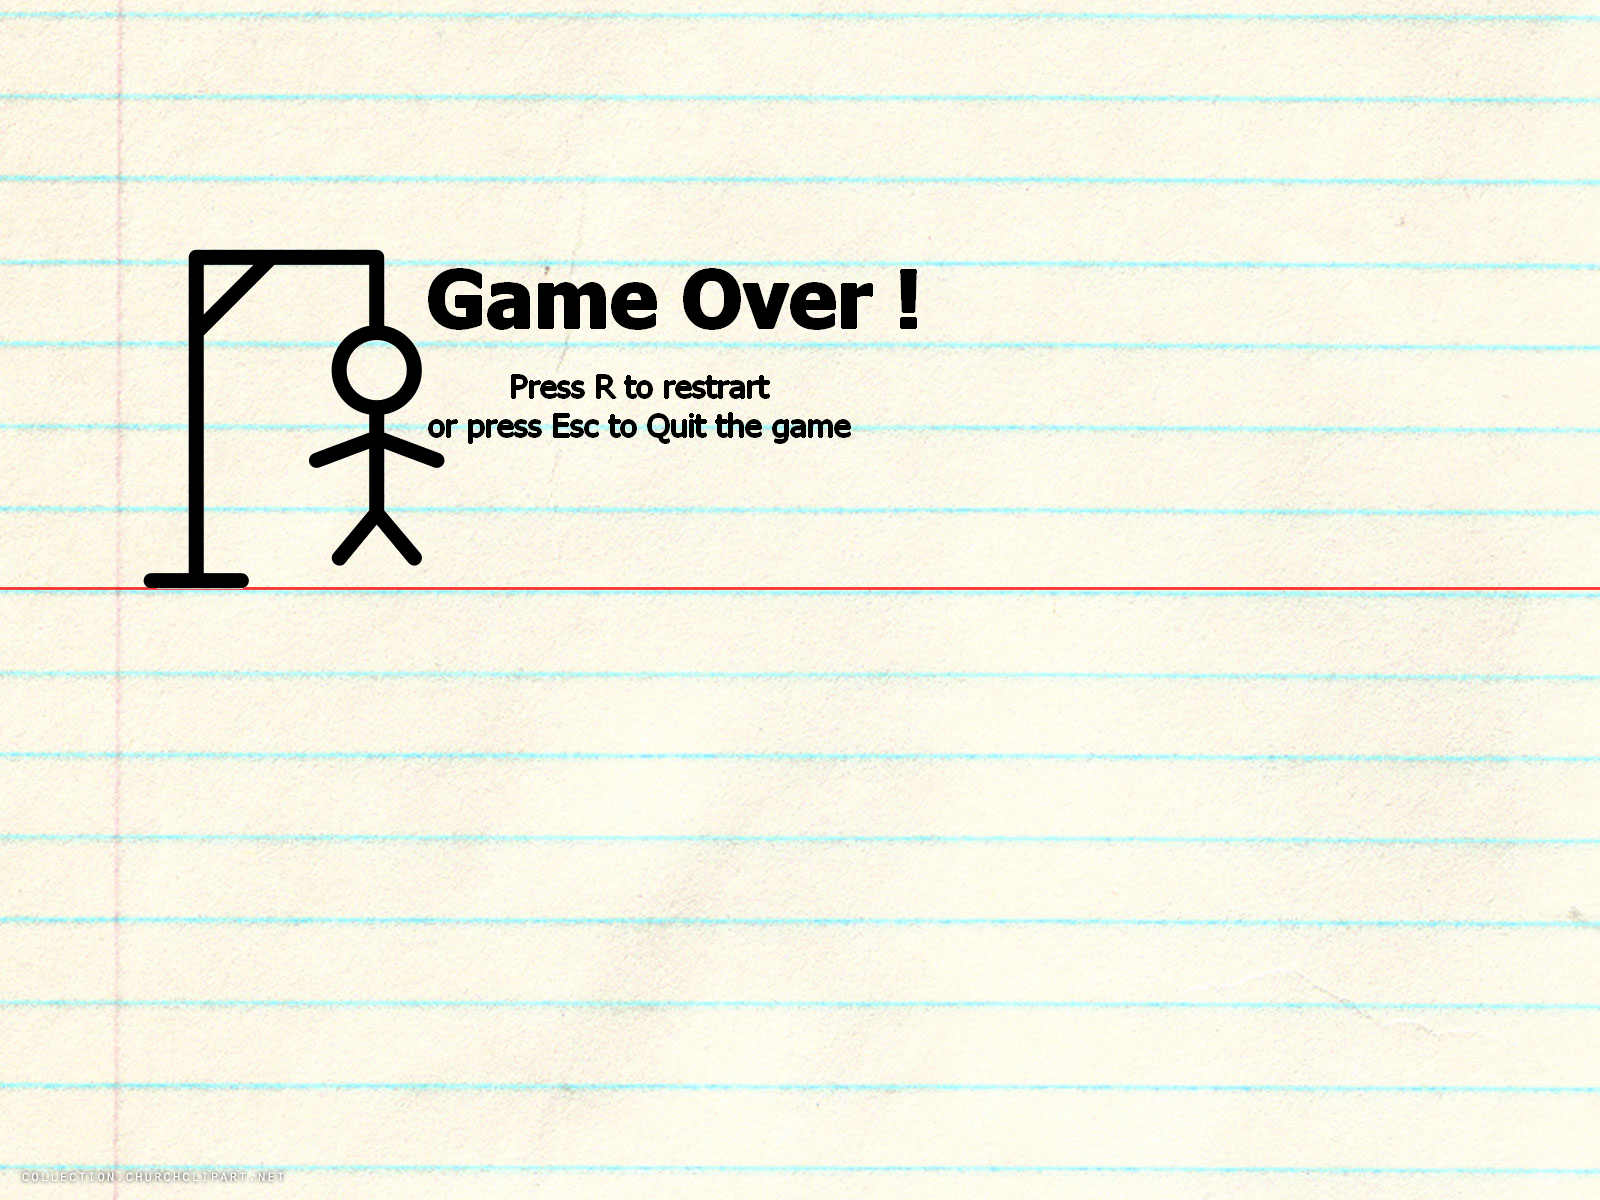 Game Over !
Press R to restrart
or press Esc to Quit the game
COLLECTION.CHURCHCLIPART.NET